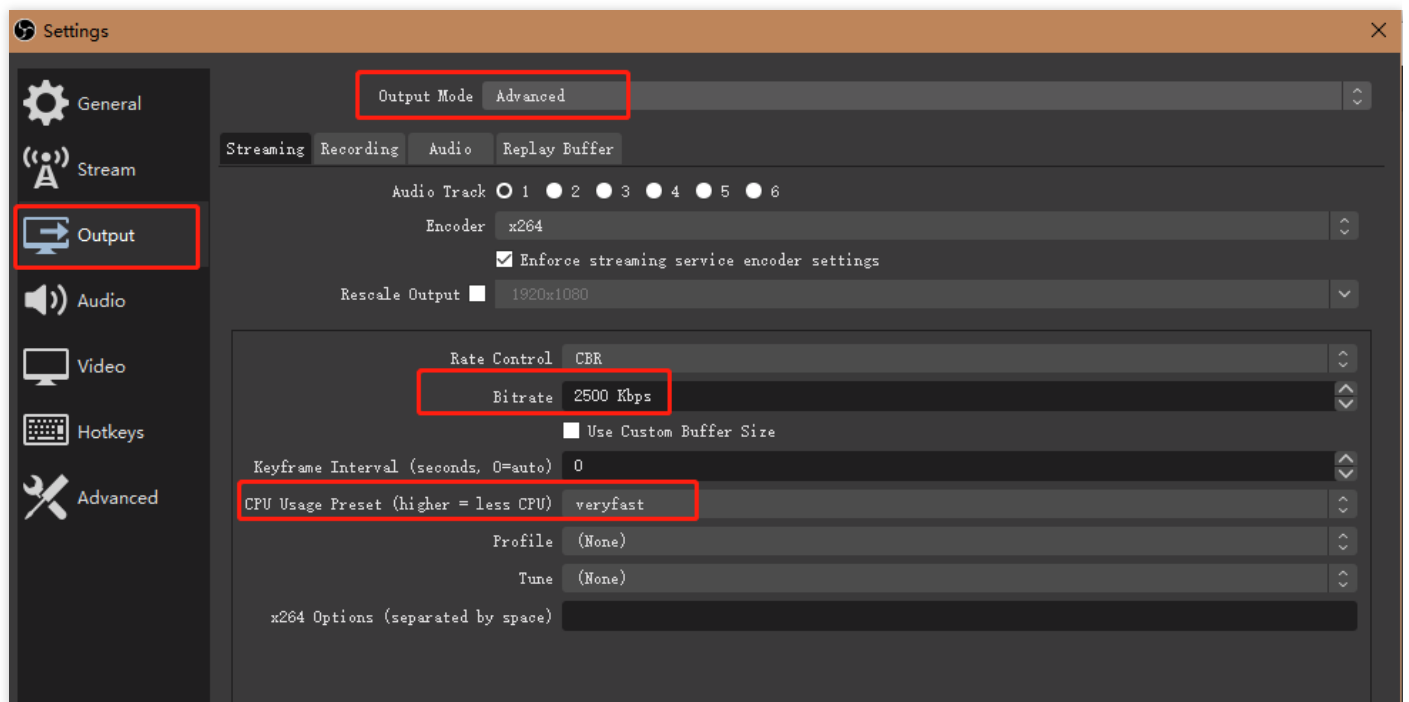 Settings
General
Stream
Output
Audio
Video
Hotkeys
Advanced
Output Mode Advanced
Streaming Recording Audio Replay Buffer
Audio Track 1 2 3 4 5 6
Encoder x264
Enforce streaming service encoder settings
Rescale Output 1920x1080
Rate Control CBR
Bitrate 2500 Kbps
Use Custom Buffer Size
Keyframe Interval (seconds, 0=auto) 0
CPU Usage Preset (higher = less CPU) veryfast
Profile (None)
Tune (None)
x264 Options (separated by space)